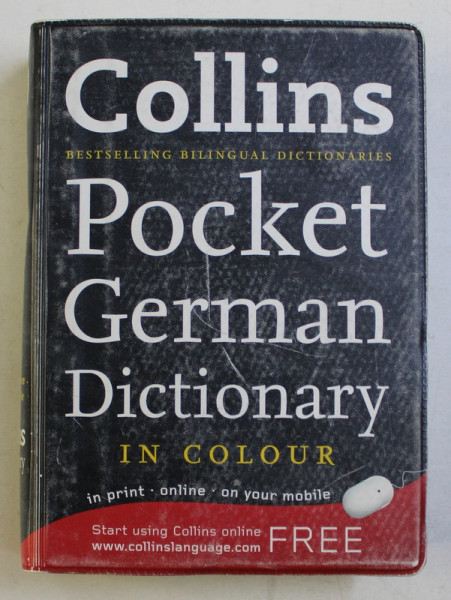 Collins
BESTSELLING BILINGUAL DICTIONARIES
Pocket
German
Dictionary
IN COLOUR
in print · online · on your mobile
Start using Collins online FREE
www.collinslanguage.com